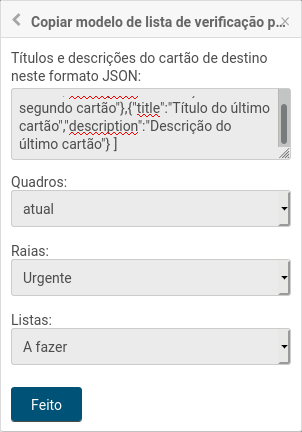 Copiar modelo de lista de verificação p...
Títulos e descrições do cartão de destino
neste formato JSON:
segundo cartão"},{"title":"Título do último
cartão","description":"Descrição do
último cartão"} ]
Quadros:
atual
Raias:
Urgente
Listas:
A fazer
Feito